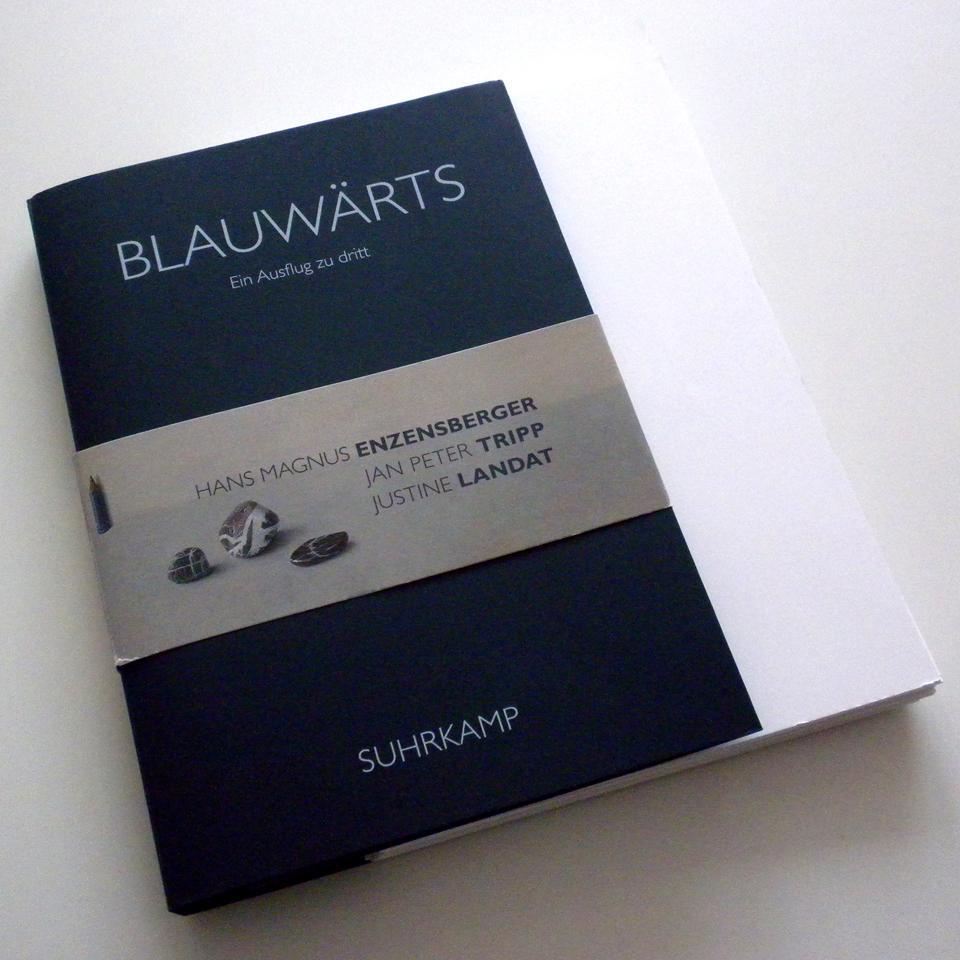 BLAUWÄRTS
Ein Ausflug zu dritt
HANS MAGNUS ENZENSBERGER
JAN PETER TRIPP
JUSTINE LANDAT
SUHRKAMP